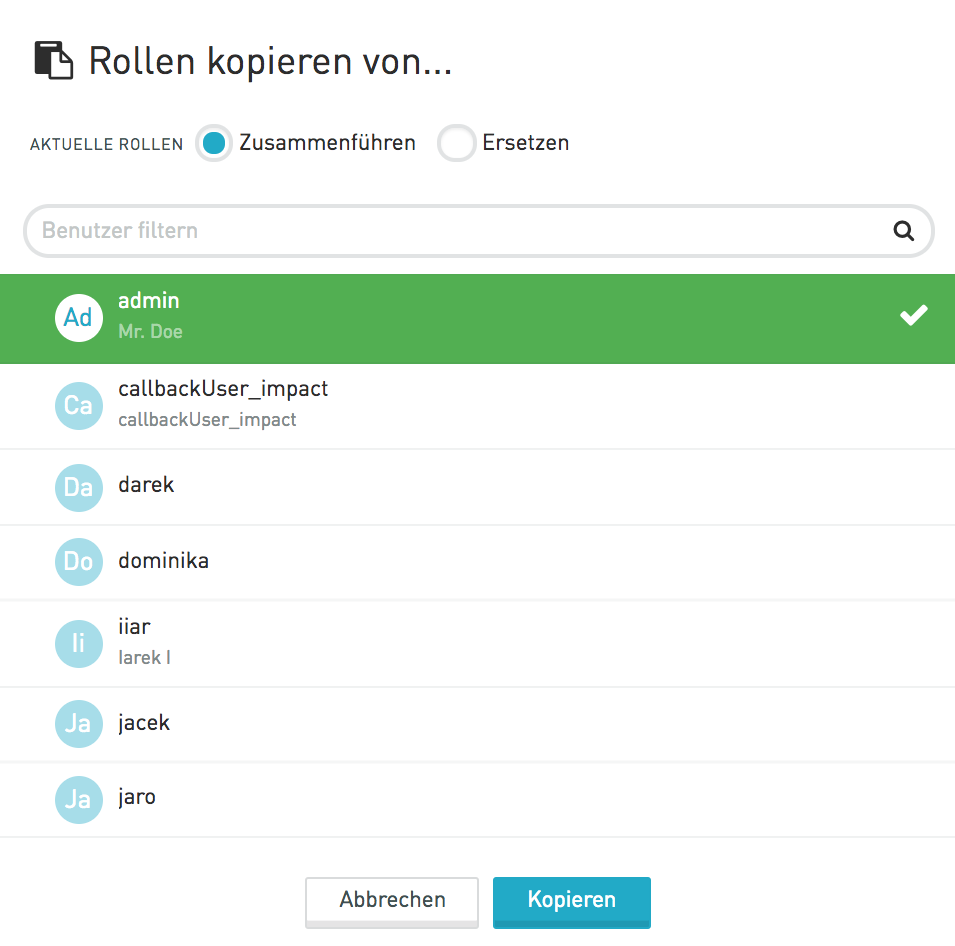 Rollen kopieren von...
AKTUELLE ROLLEN Zusammenführen Ersetzen
Benutzer filtern
Ad admin
Mr. Doe
Ca callbackUser_impact
callbackUser_impact
Da darek
Do dominika
Ii iiar
Iarek I
Ja jacek
Ja jaro
Abbrechen Kopieren